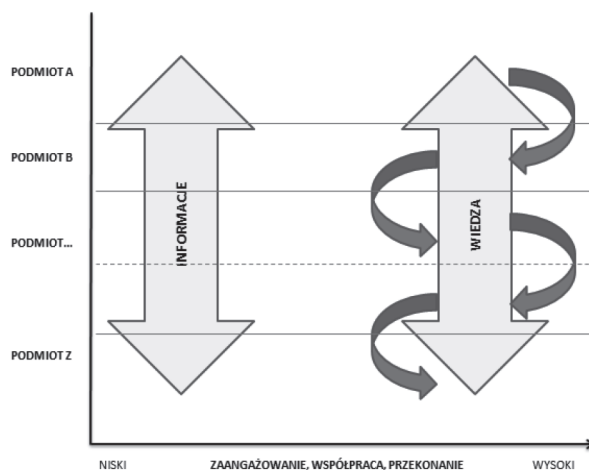 PODMIOT A
PODMIOT B
PODMIOT...
PODMIOT Z
INFORMACJE
WIEDZA
NISKI
ZAANGAŻOWANIE, WSPÓŁPRACA, PRZEKONANIE
WYSOKI